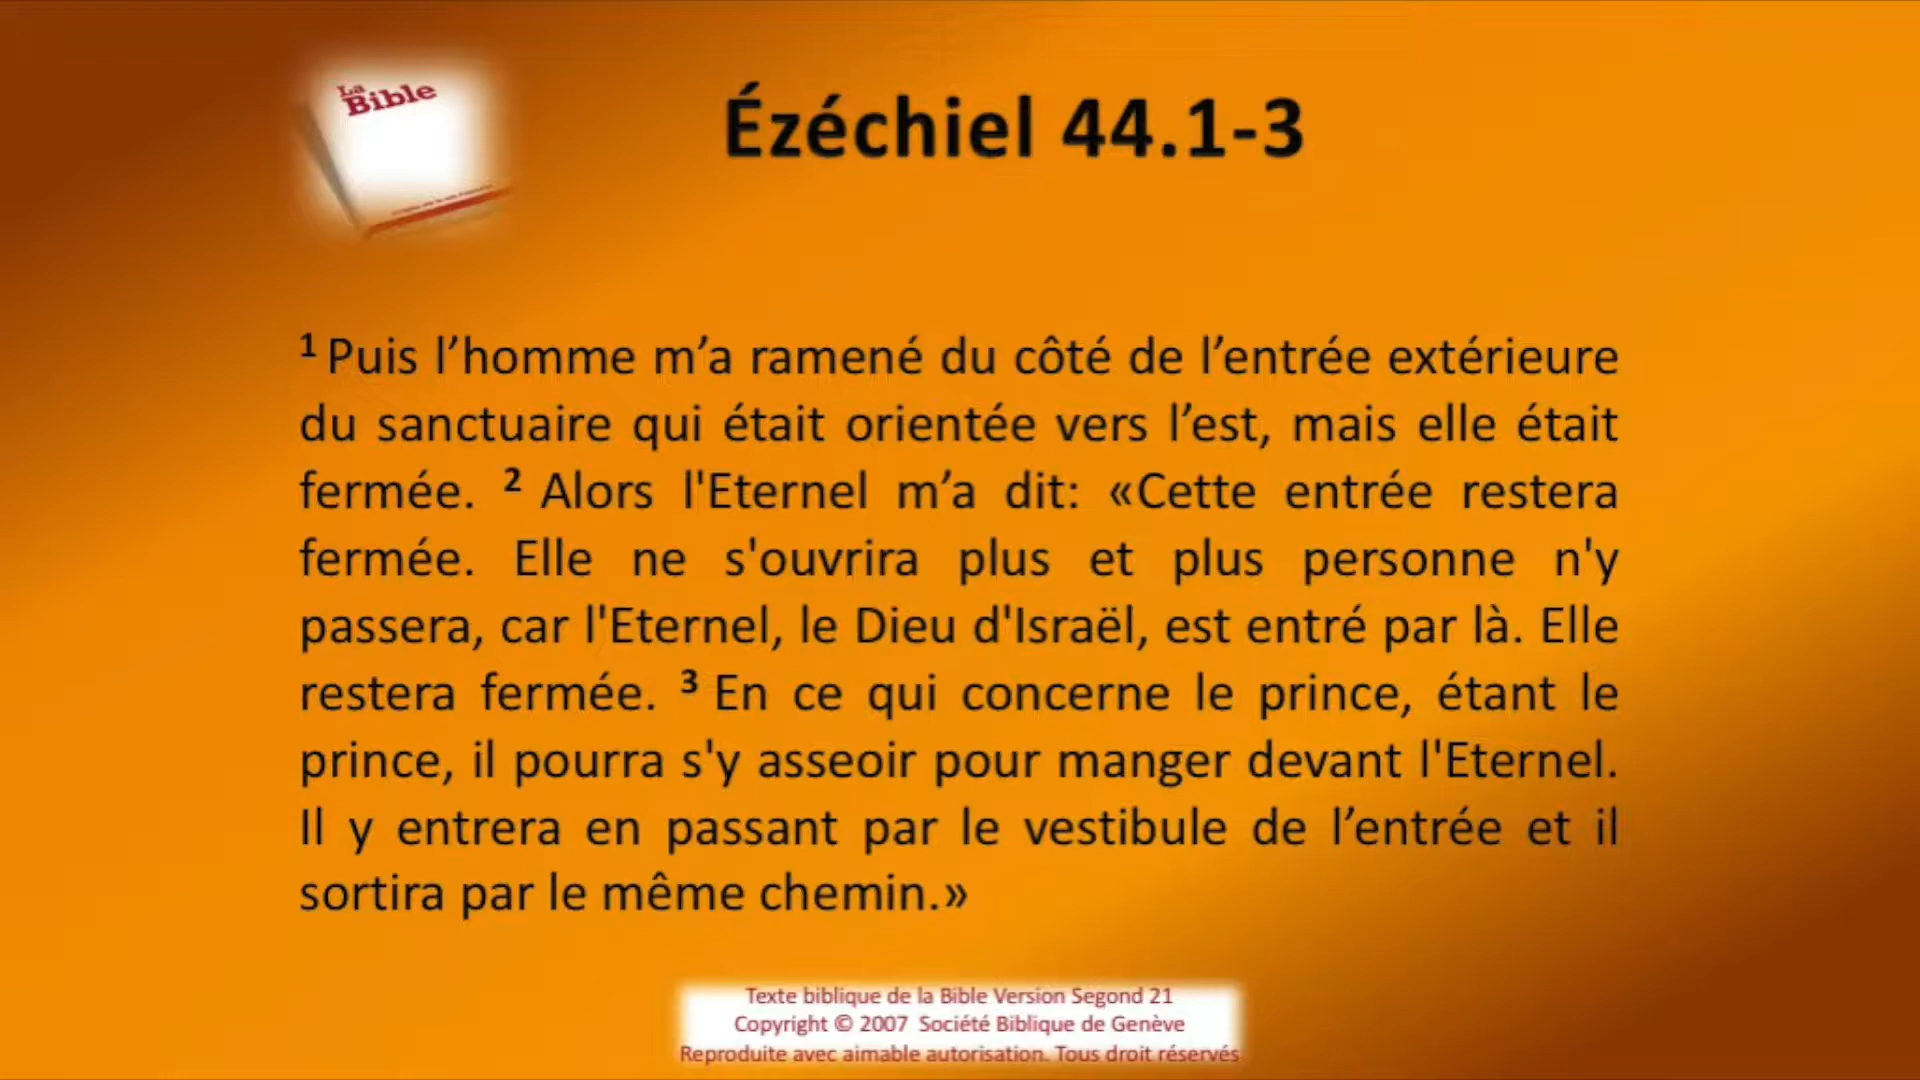 La
Bible
Ézéchiel 44.1-3
1 Puis l’homme m’a ramené du côté de l’entrée extérieure
du sanctuaire qui était orientée vers l’est, mais elle était
fermée. 2 Alors l'Eternel m’a dit: «Cette entrée restera
fermée. Elle ne s'ouvrira plus et plus personne n'y
passera, car l'Eternel, le Dieu d'Israël, est entré par là. Elle
restera fermée. 3 En ce qui concerne le prince, étant le
prince, il pourra s'y asseoir pour manger devant l'Eternel.
Il y entrera en passant par le vestibule de l’entrée et il
sortira par le même chemin.»
Texte biblique de la Bible Version Segond 21
Copyright © 2007 Société Biblique de Genève
Reproduite avec aimable autorisation. Tous droit réservés